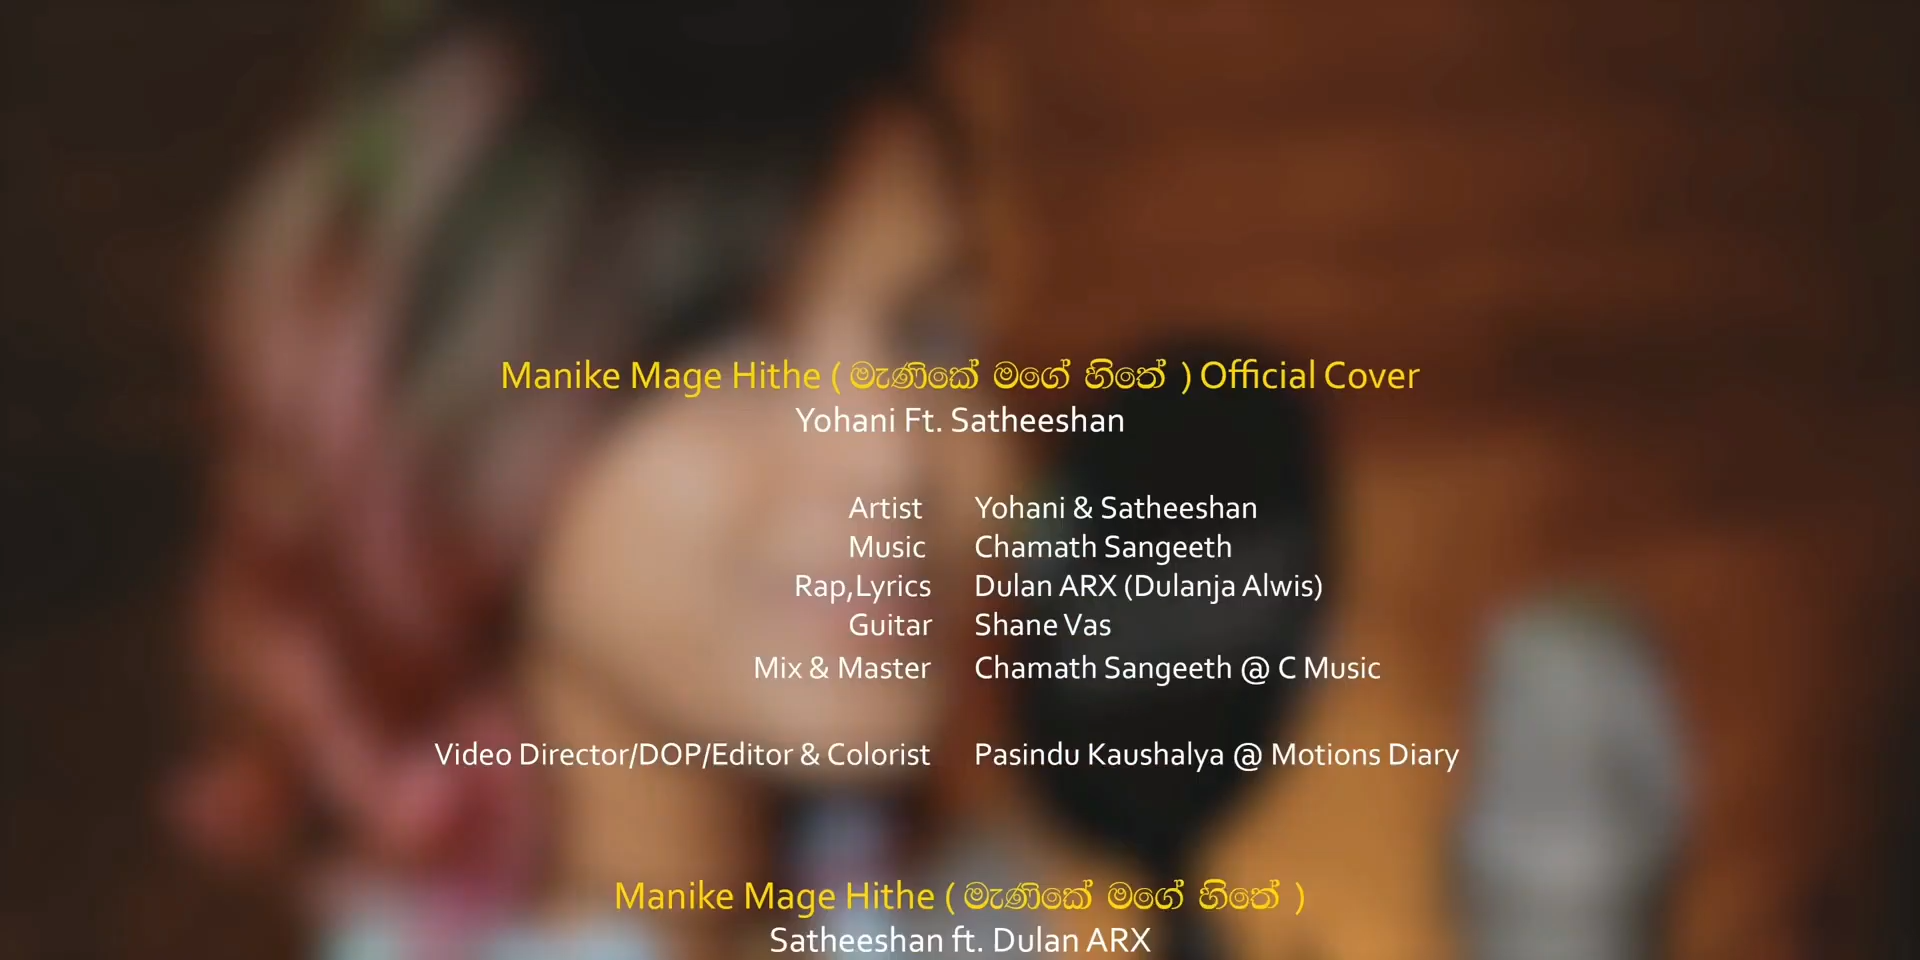 Manike Mage Hithe ( මැණිකේ මගේ හිතේ ) Official Cover
Yohani Ft. Satheeshan
Artist Yohani & Satheeshan
Music Chamath Sangeeth
Rap,Lyrics Dulan ARX (Dulanja Alwis)
Guitar Shane Vas
Mix & Master Chamath Sangeeth @ C Music
Video Director/DOP/Editor & Colorist Pasindu Kaushalya @ Motions Diary
Manike Mage Hithe ( මැණිකේ මගේ හිතේ )
Satheeshan ft. Dulan ARX